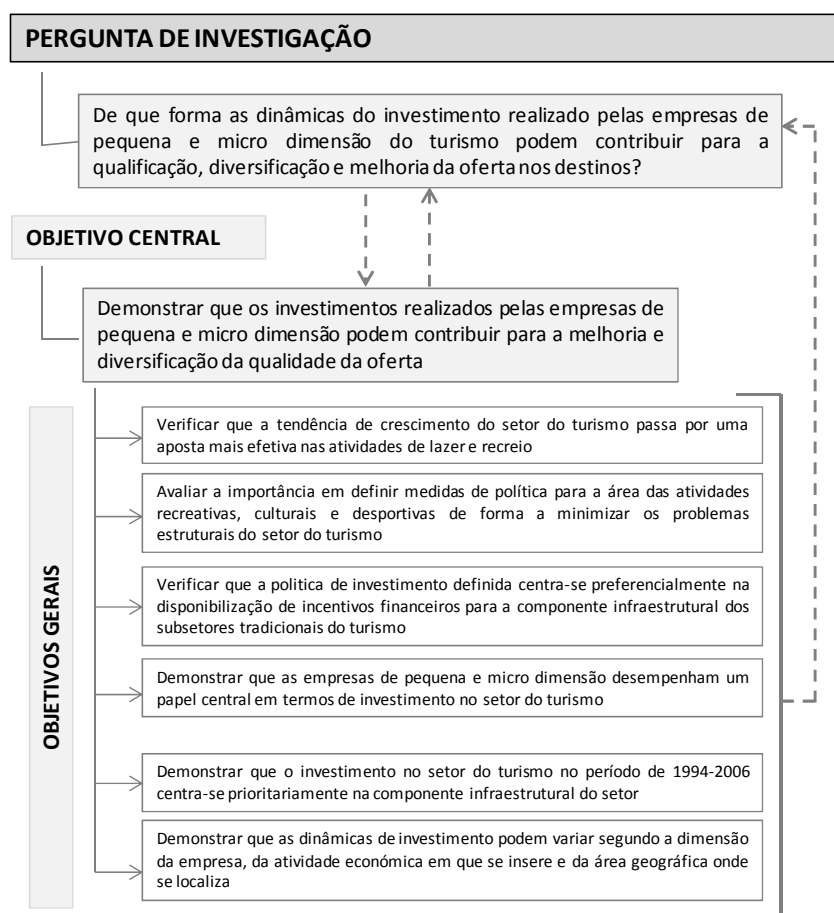 PERGUNTA DE INVESTIGAÇÃO
De que forma as dinâmicas do investimento realizado pelas empresas de
pequena e micro dimensão do turismo podem contribuir para a
qualificação, diversificação e melhoria da oferta nos destinos?
OBJETIVO CENTRAL
Demonstrar que os investimentos realizados pelas empresas de
pequena e micro dimensão podem contribuir para a melhoria e
diversificação da qualidade da oferta
OBJETIVOS GERAIS
Verificar que a tendência de crescimento do setor do turismo passa por uma
aposta mais efetiva nas atividades de lazer e recreio
Avaliar a importância em definir medidas de política para a área das atividades
recreativas, culturais e desportivas de forma a minimizar os problemas
estruturais do setor do turismo
Verificar que a politica de investimento definida centra-se preferencialmente na
disponibilização de incentivos financeiros para a componente infraestrutural dos
subsetores tradicionais do turismo
Demonstrar que as empresas de pequena e micro dimensão desempenham um
papel central em termos de investimento no setor do turismo
Demonstrar que o investimento no setor do turismo no período de 1994-2006
centra-se prioritariamente na componente infraestrutural do setor
Demonstrar que as dinâmicas de investimento podem variar segundo a dimensão
da empresa, da atividade económica em que se insere e da área geográfica onde
se localiza